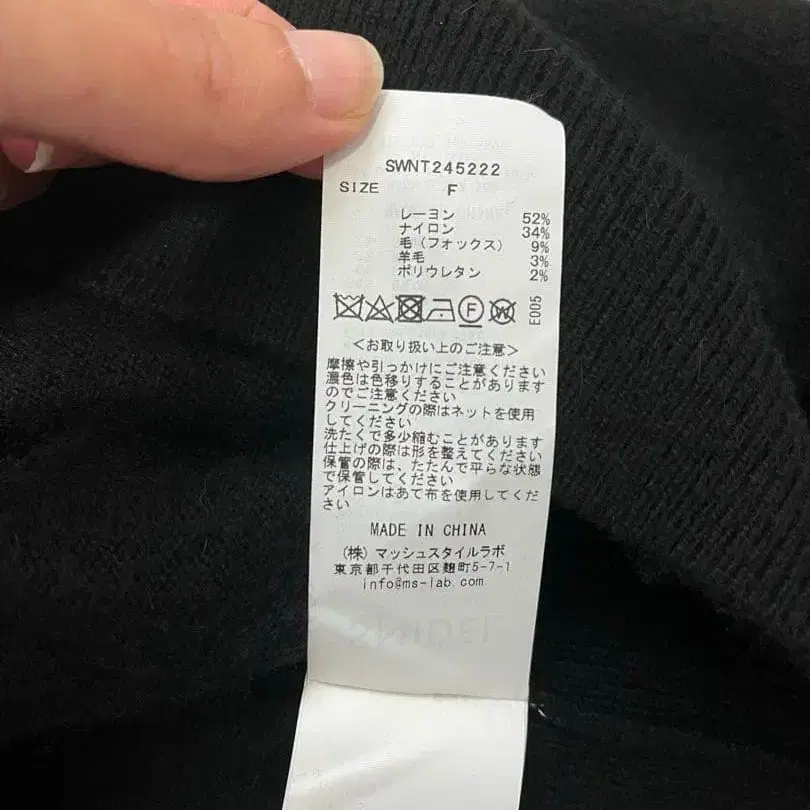 SWNT245222
SIZE F
レーヨン 52%
ナイロン 34%
毛(フォックス) 9%
羊毛 3%
ポリウレタン 2%
F W E005
<お取り扱い上のご注意>
摩擦や引っかけにご注意ください
濃色は色移りすることがあります
のでご注意ください
クリーニングの際はネットを使用
してください
洗たくで多少縮むことがあります
仕上げの際は形を整えてください
保管の際は、たたんで平らな状態
で保管してください
アイロンはあて布を使用してくだ
さい
MADE IN CHINA
(株)マッシュスタイルラボ
東京都千代田区麹町5-7-1
info@ms-lab.com